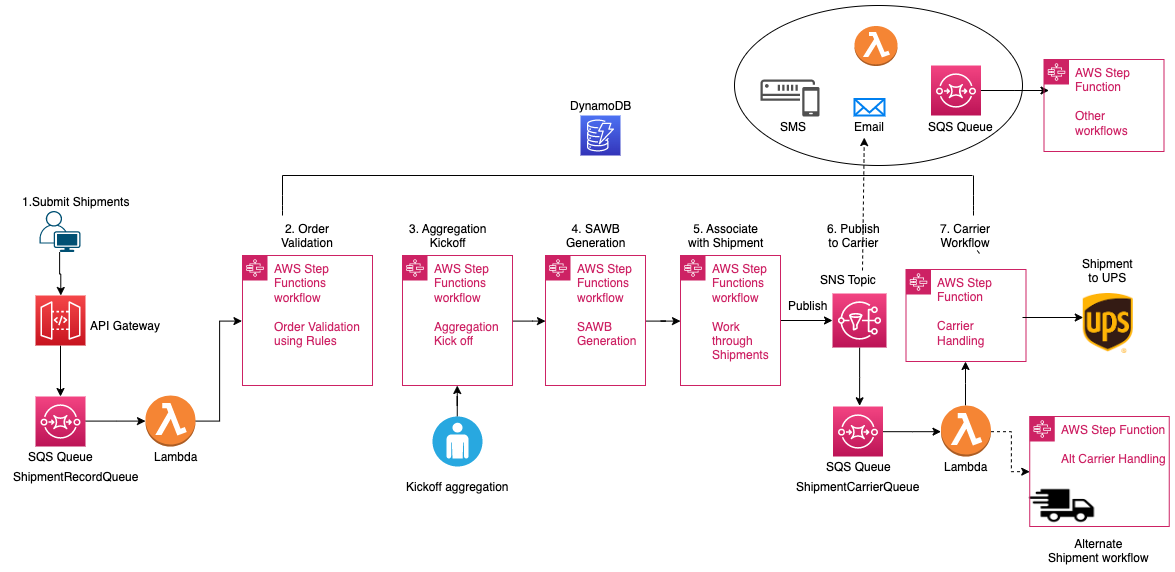 1.Submit Shipments
API Gateway
SQS Queue
ShipmentRecordQueue
Lambda
DynamoDB
2. Order
Validation
AWS Step
Functions
workflow
Order Validation
using Rules
3. Aggregation
Kickoff
AWS Step
Functions
workflow
Aggregation
Kick off
Kickoff aggregation
4. SAWB
Generation
AWS Step
Functions
workflow
SAWB
Generation
5. Associate
with Shipment
AWS Step
Functions
workflow
Work
through
Shipments
Publish
6. Publish
to Carrier
SNS Topic
SQS Queue
ShipmentCarrierQueue
Lambda
SMS
Email
SQS Queue
AWS Step
Function
Other
workflows
7. Carrier
Workflow
AWS Step
Function
Carrier
Handling
Shipment
to UPS
ups
AWS Step Function
Alt Carrier Handling
Alternate
Shipment workflow